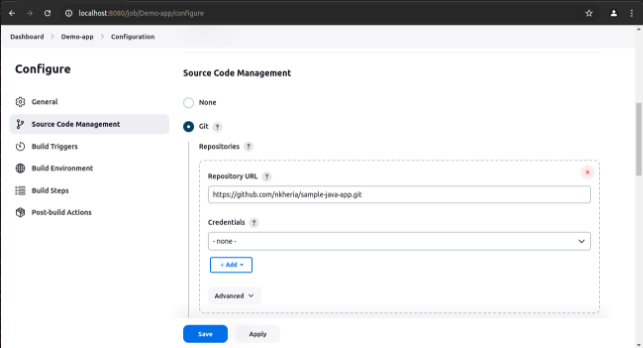 localhost:8080/job/Demo-app/configure
Dashboard > Demo-app > Configuration
Configure
General
Source Code Management
Build Triggers
Build Environment
Build Steps
Post-build Actions
Source Code Management
None
Git ?
Repositories ?
Repository URL ?
https://github.com/nkheria/sample-java-app.git
Credentials ?
- none -
+ Add
Advanced
Save Apply